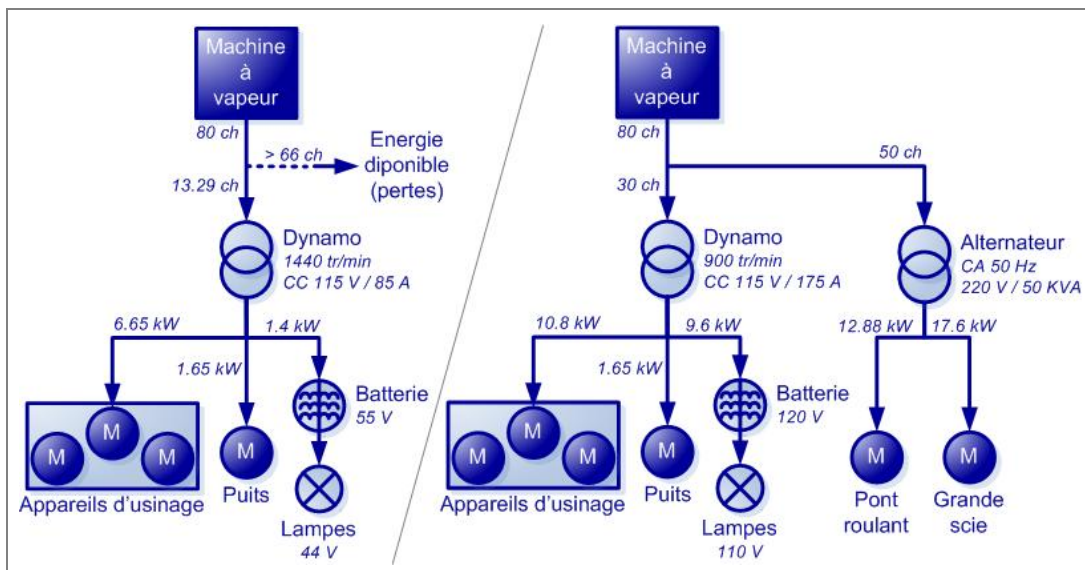 Machine
à
vapeur
80 ch
> 66 ch
Energie
diponible
(pertes)
13.29 ch
Dynamo
1440 tr/min
CC 115 V / 85 A
6.65 kW
1.4 kW
1.65 kW
Batterie
55 V
M
M
M
M
Puits
Appareils d'usinage
Lampes
44 V
Machine
à
vapeur
80 ch
50 ch
30 ch
Dynamo
900 tr/min
CC 115 V / 175 A
Alternateur
CA 50 Hz
220 V / 50 KVA
10.8 kW
9.6 kW
1.65 kW
12.88 kW
17.6 kW
Batterie
120 V
M
M
M
M
M
M
Appareils d'usinage
Puits
Lampes
110 V
Pont
roulant
Grande
scie